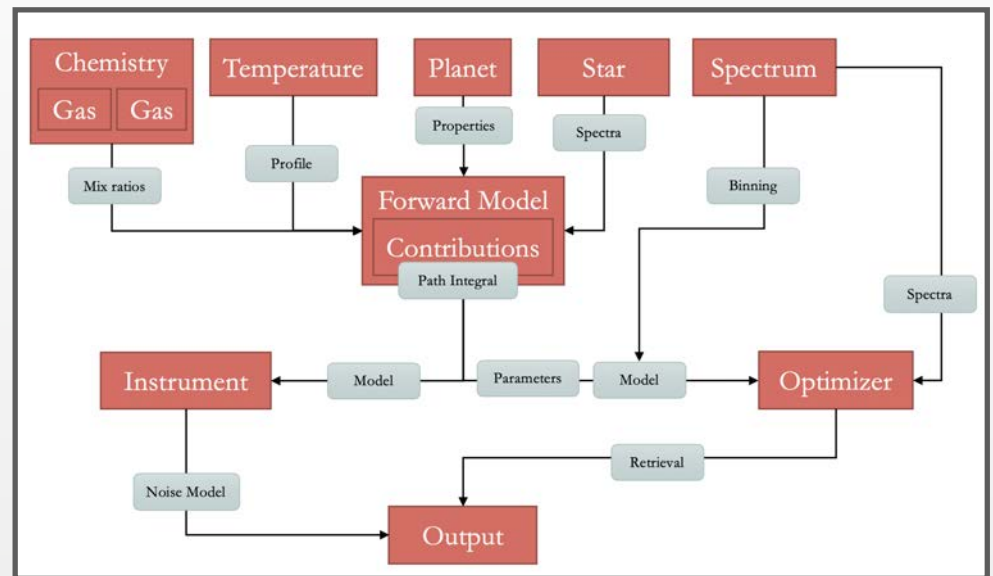 Chemistry
Gas Gas
Temperature
Planet
Star
Spectrum
Mix ratios
Profile
Properties
Spectra
Binning
Forward Model
Contributions
Path Integral
Spectra
Instrument
Model
Parameters
Model
Optimizer
Noise Model
Retrieval
Output